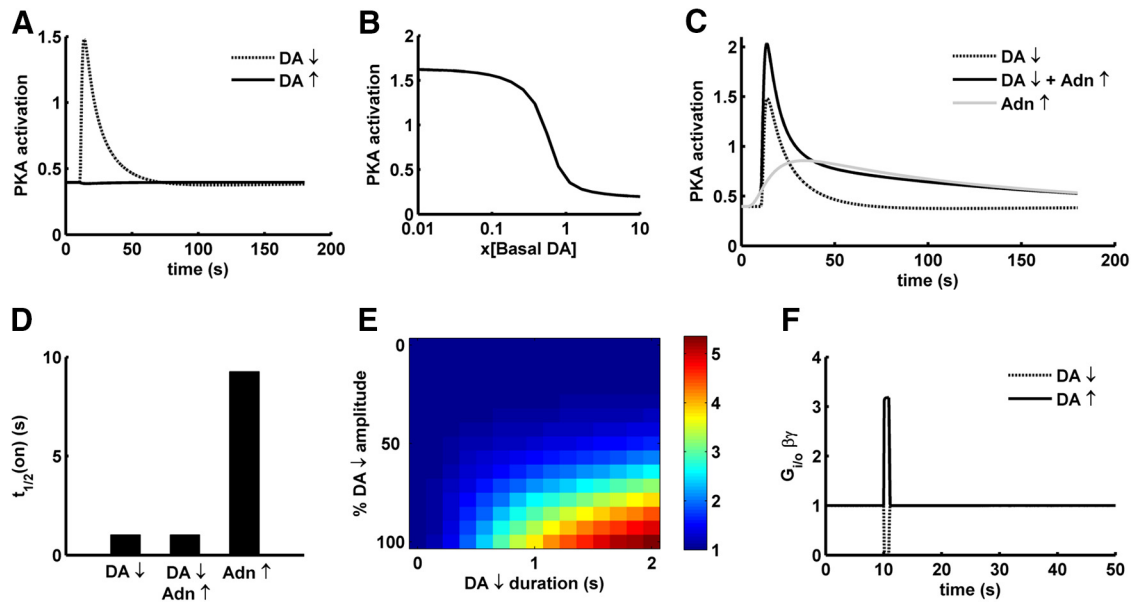 A
PKA activation
1.5
1
0.5
0
0 50 100 150 200
time (s)
DA ↓
DA ↑
B
PKA activation
2
1.5
1
0.5
0
0.01 0.1 1 10
x[Basal DA]
C
PKA activation
2
1.5
1
0.5
0
0 50 100 150 200
time (s)
DA ↓
DA ↓ + Adn ↑
Adn ↑
D
t1/2(on) (s)
10
5
0
DA ↓
DA ↓
Adn ↑
Adn ↑
E
% DA ↓ amplitude
0
50
100
0 1 2
DA ↓ duration (s)
5
4
3
2
1
F
Gi/o βγ
4
3
2
1
0
0 10 20 30 40 50
time (s)
DA ↓
DA ↑